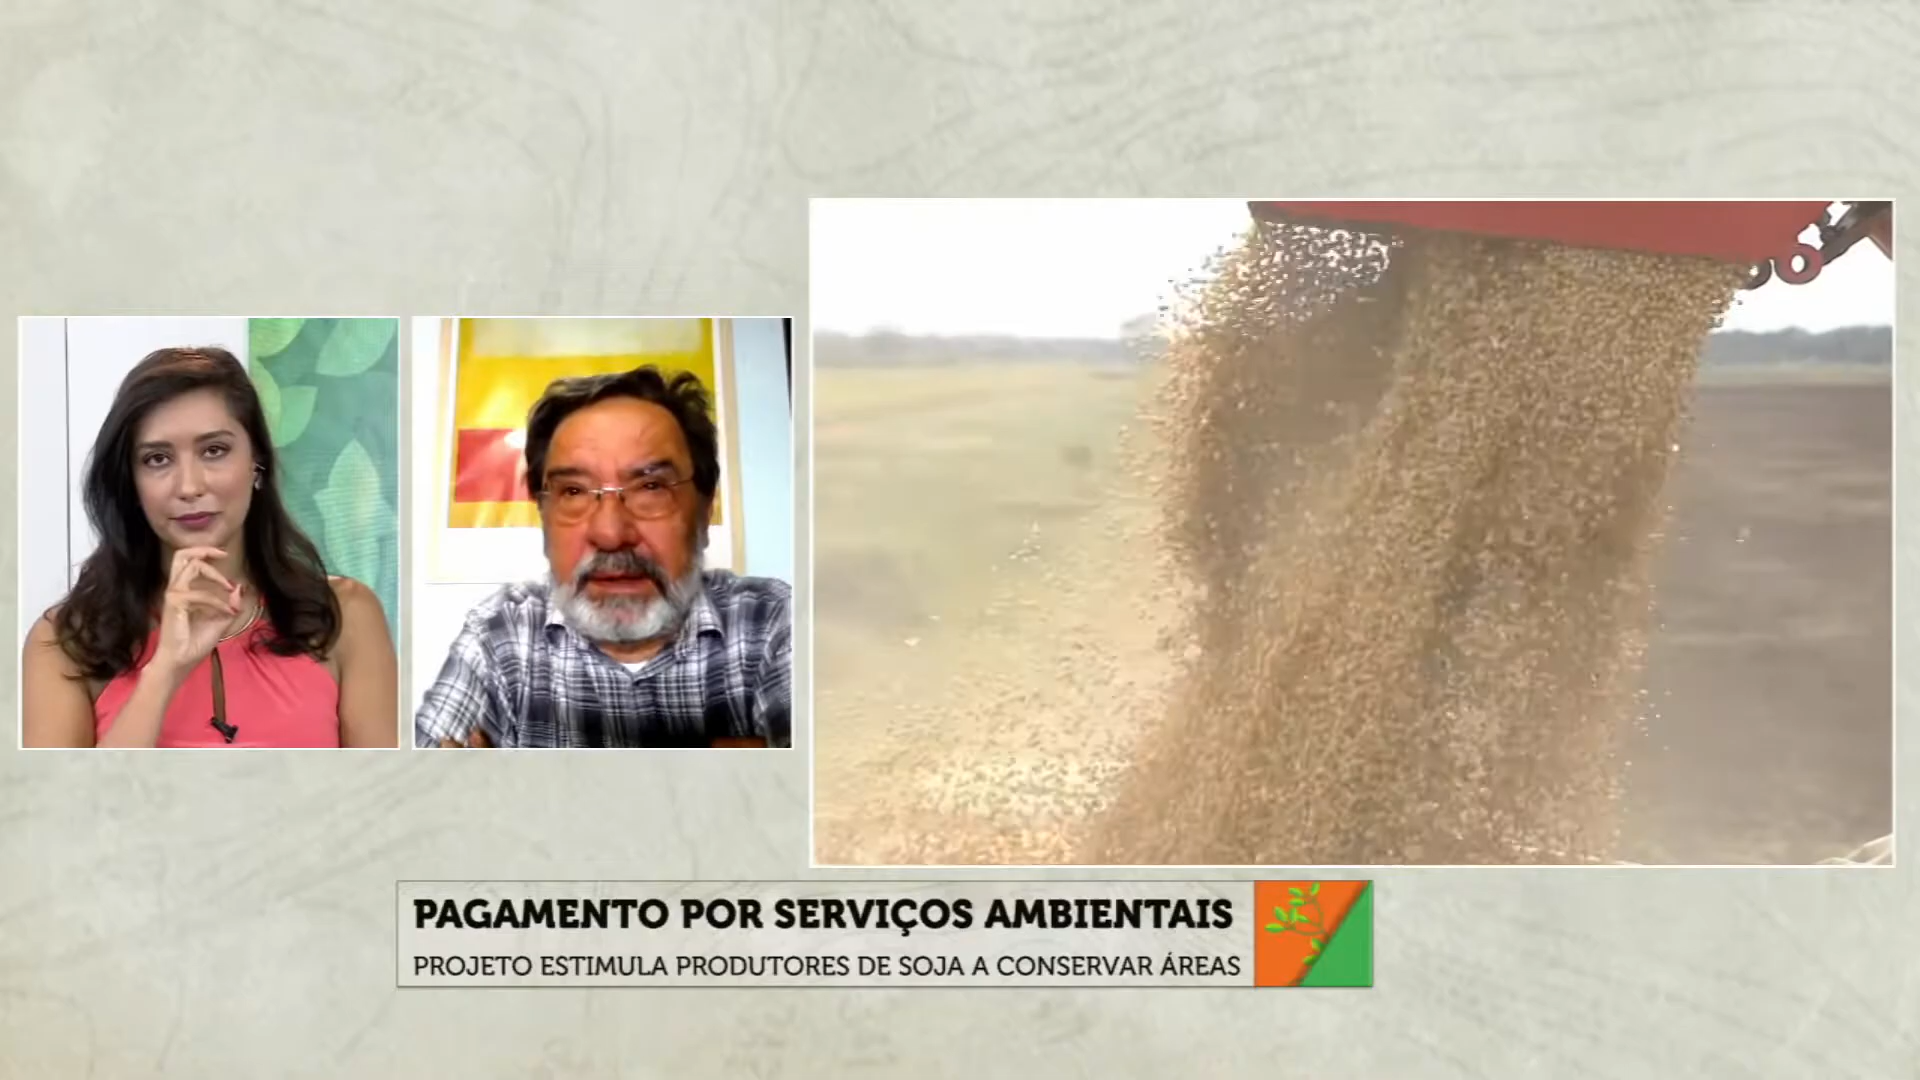 PAGAMENTO POR SERVIÇOS AMBIENTAIS
PROJETO ESTIMULA PRODUTORES DE SOJA A CONSERVAR ÁREAS